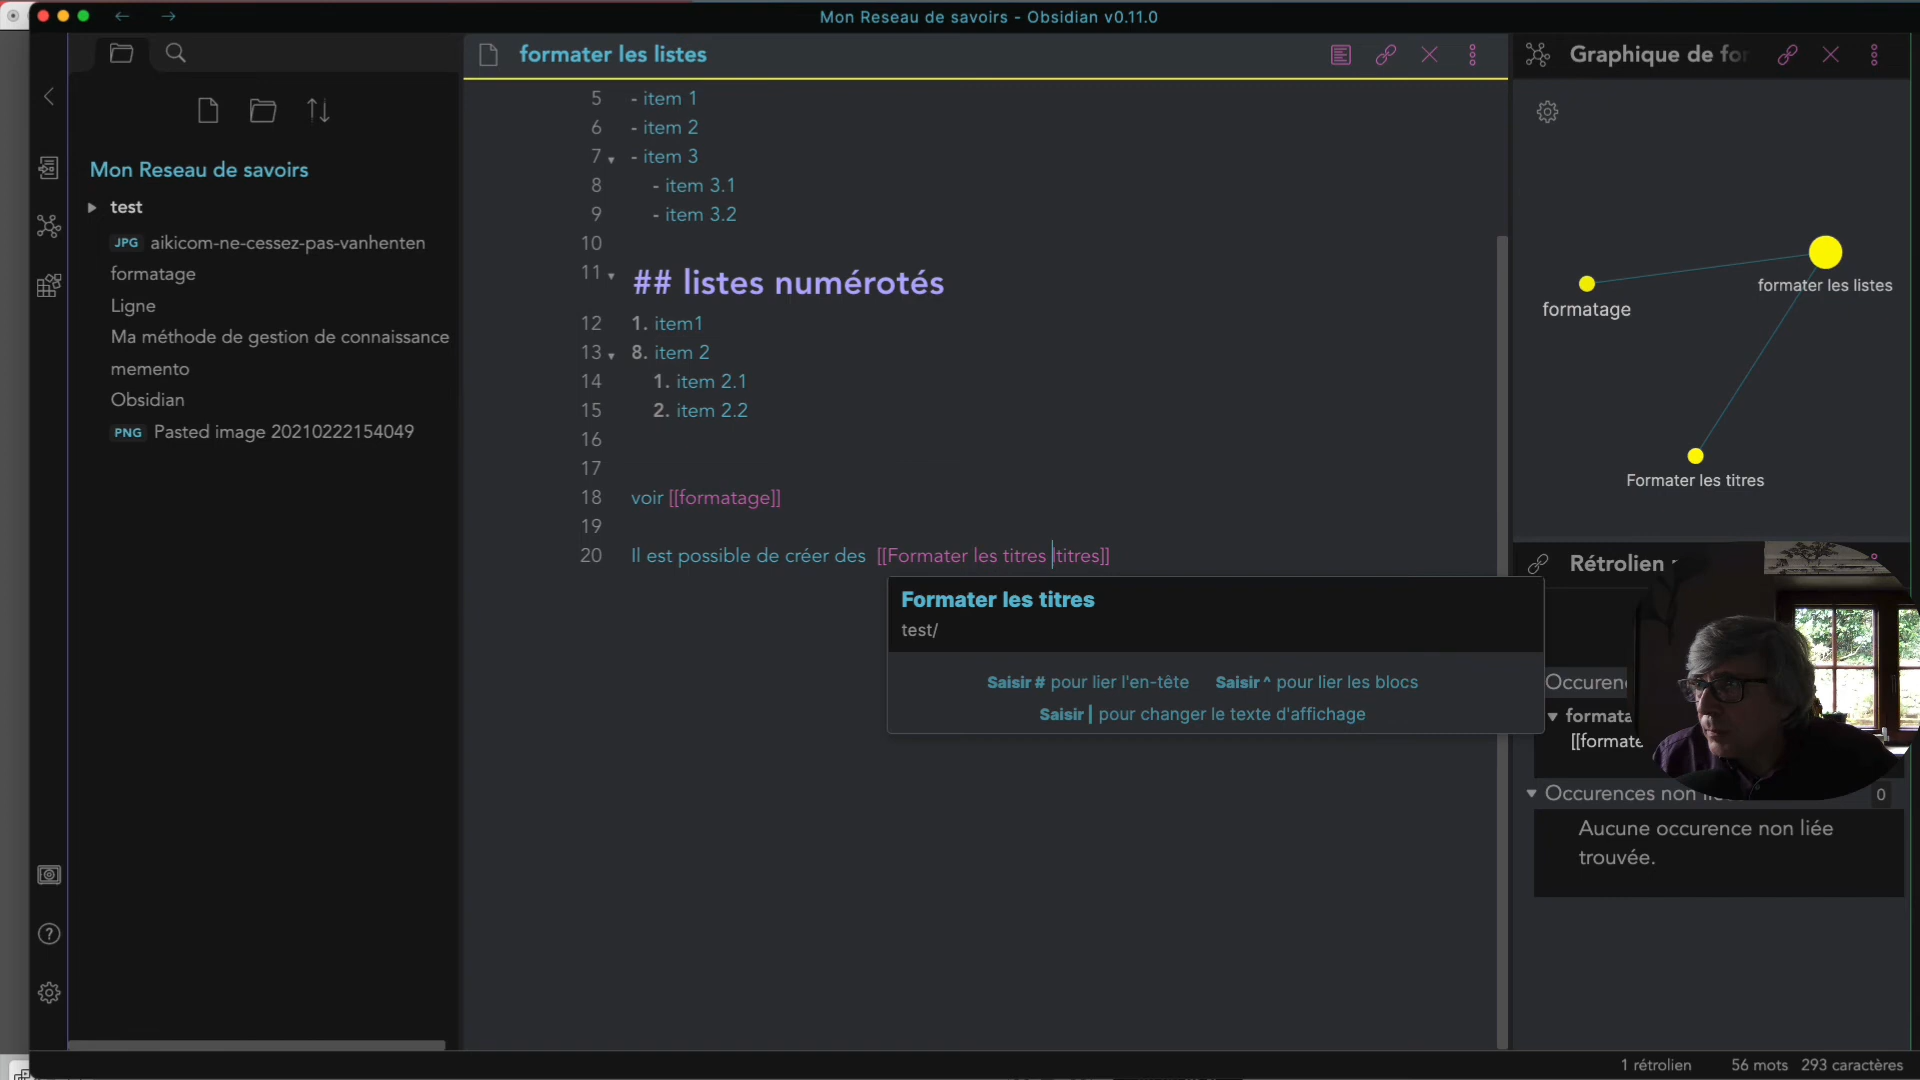 Mon Reseau de savoirs - Obsidian v0.11.0
formater les listes
Graphique de for
Mon Reseau de savoirs
test
JPG aikicom-ne-cessez-pas-vanhenten
formatage
Ligne
Ma méthode de gestion de connaissance
memento
Obsidian
PNG Pasted image 20210222154049
5 - item 1
6 - item 2
7 - item 3
8 - item 3.1
9 - item 3.2
10
11 ## listes numérotés
12 1. item1
13 8. item 2
14 1. item 2.1
15 2. item 2.2
16
17
18 voir [[formatage]]
19
20 Il est possible de créer des [[Formater les titres |titres]]
Formater les titres
test/
Saisir # pour lier l'en-tête Saisir ^ pour lier les blocs
Saisir | pour changer le texte d'affichage
formater les listes
formatage
Formater les titres
Rétrolien
Occuren
formata
[[formate
Occurences non 0
Aucune occurence non liée
trouvée.
1 rétrolien 56 mots 293 caractères